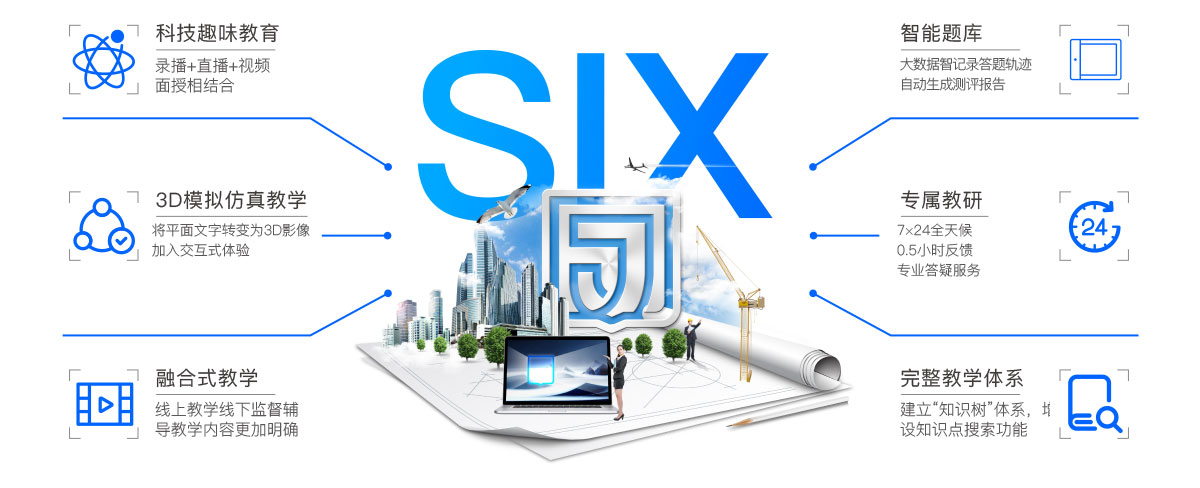 科技趣味教育
录播+直播+视频
面授相结合
3D模拟仿真教学
将平面文字转变为3D影像
加入交互式体验
融合式教学
线上教学线下监督辅
导教学内容更加明确
SIX
智能题库
大数据智记录答题轨迹
自动生成测评报告
专属教研
7×24全天候
0.5小时反馈
专业答疑服务
24
完整教学体系
建立“知识树”体系，
设知识点搜索功能